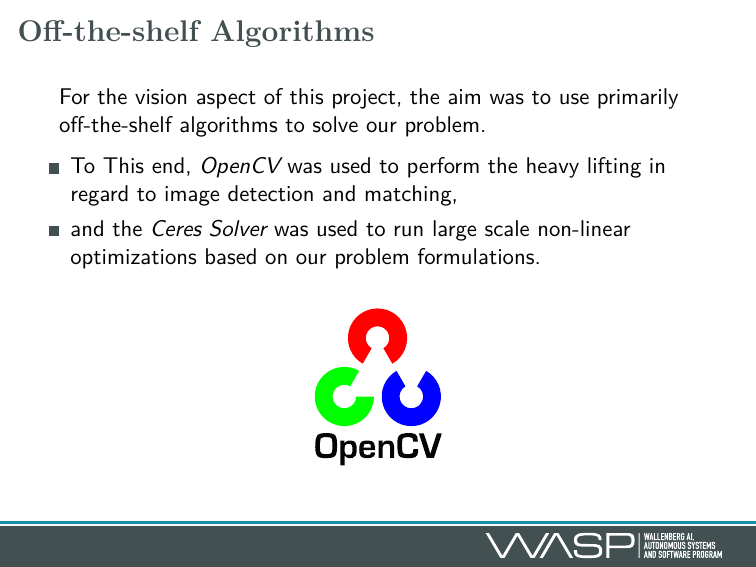 Off-the-shelf Algorithms
For the vision aspect of this project, the aim was to use primarily
off-the-shelf algorithms to solve our problem.
To This end, OpenCV was used to perform the heavy lifting in
regard to image detection and matching,
and the Ceres Solver was used to run large scale non-linear
optimizations based on our problem formulations.
OpenCV
WASP
WALLENBERG AI,
AUTONOMOUS SYSTEMS
AND SOFTWARE PROGRAM